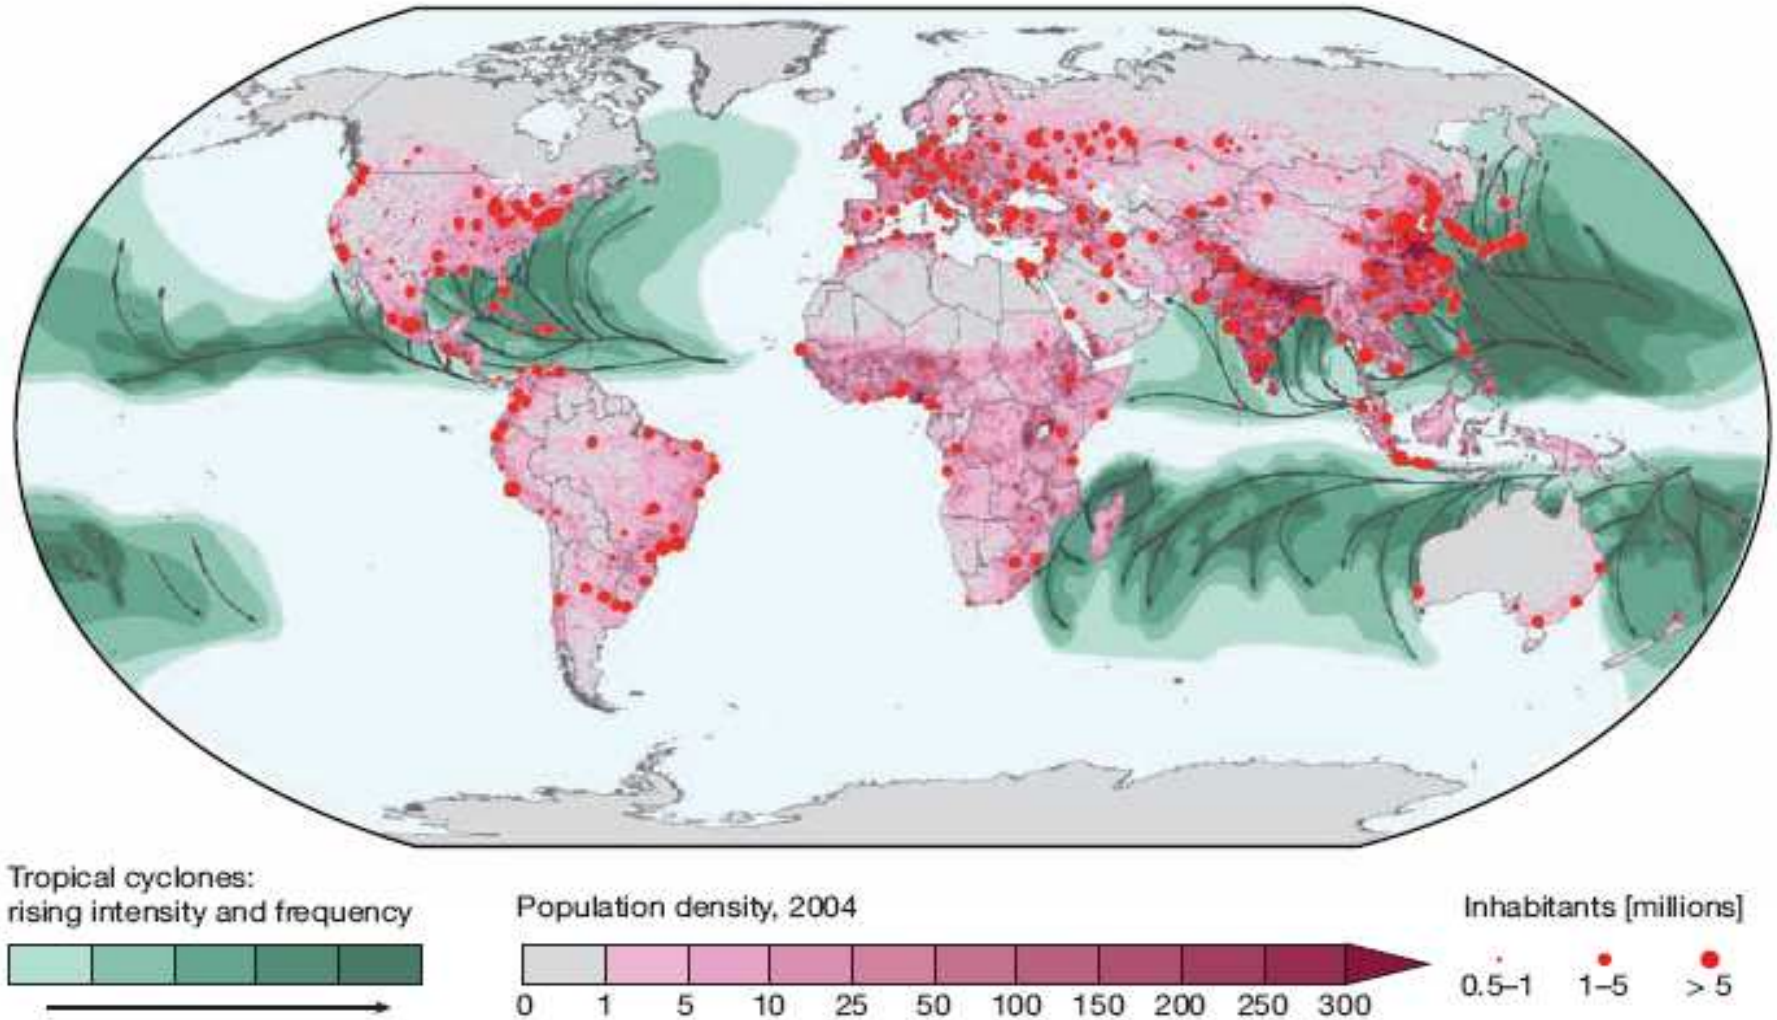 Tropical cyclones:
rising intensity and frequency
Population density, 2004
0 1 5 10 25 50 100 150 200 250 300
Inhabitants [millions]
0.5–1 1–5 > 5